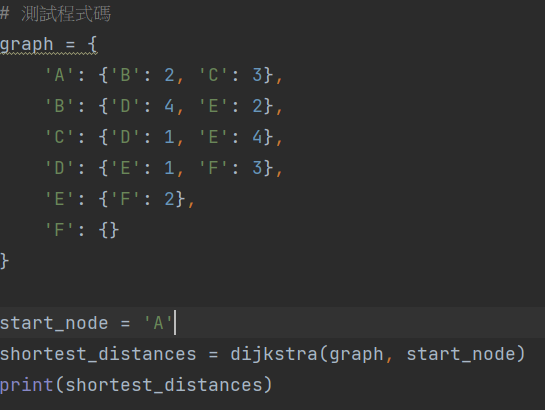 # 測試程式碼
graph = {
    'A': {'B': 2, 'C': 3},
    'B': {'D': 4, 'E': 2},
    'C': {'D': 1, 'E': 4},
    'D': {'E': 1, 'F': 3},
    'E': {'F': 2},
    'F': {}
}
start_node = 'A'
shortest_distances = dijkstra(graph, start_node)
print(shortest_distances)